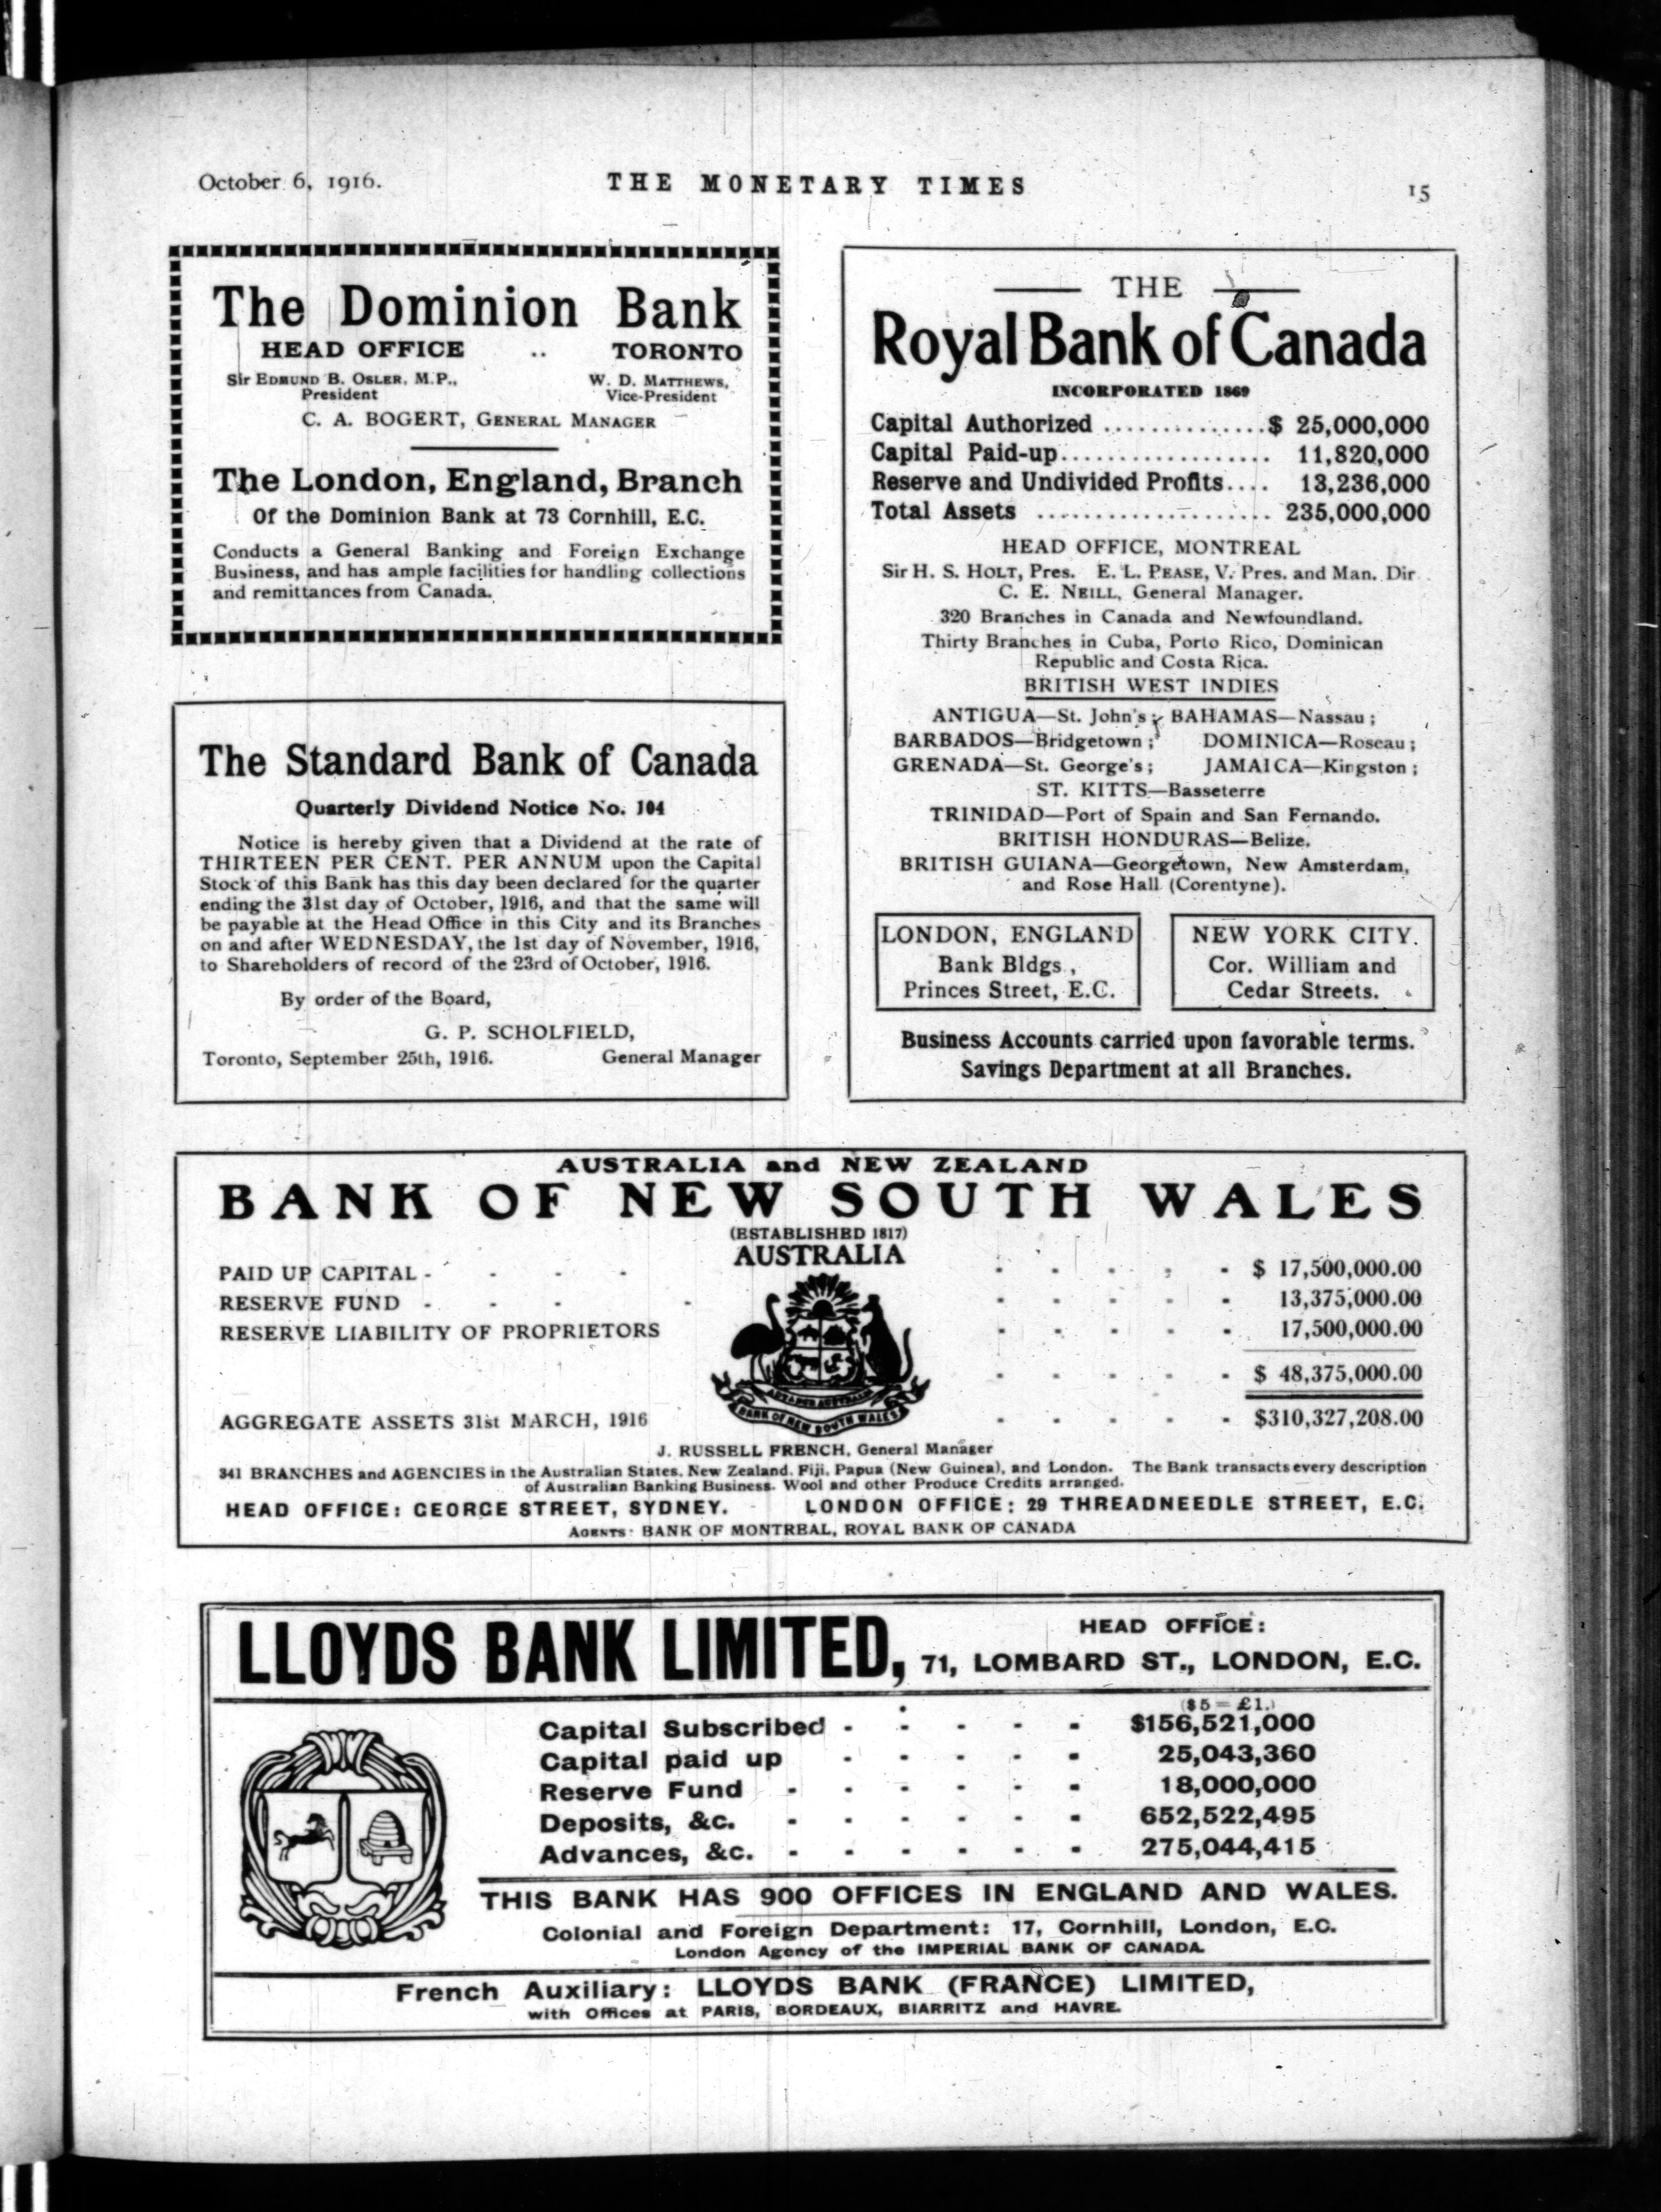 October 6, 1916.
THE MONETARY TIMES
15
The Dominion Bank
HEAD OFFICE .. TORONTO
Sir EDMUND B. OSLER, M.P., W. D. MATTHEWS,
President Vice-President
C. A. BOGERT, GENERAL MANAGER
The London, England, Branch
Of the Dominion Bank at 73 Cornhill, E.C.
Conducts a General Banking and Foreign Exchange
Business, and has ample facilities for handling collections
and remittances from Canada.
The Standard Bank of Canada
Quarterly Dividend Notice No. 104
Notice is hereby given that a Dividend at the rate of
THIRTEEN PER CENT. PER ANNUM upon the Capital
Stock of this Bank has this day been declared for the quarter
ending the 31st day of October, 1916, and that the same will
be payable at the Head Office in this City and its Branches
on and after WEDNESDAY, the 1st day of November, 1916,
to Shareholders of record of the 23rd of October, 1916.
By order of the Board,
G. P. SCHOLFIELD,
Toronto, September 25th, 1916. General Manager
THE
Royal Bank of Canada
INCORPORATED 1869
Capital Authorized ..............$ 25,000,000
Capital Paid-up.................. 11,820,000
Reserve and Undivided Profits.... 13,236,000
Total Assets .................... 235,000,000
HEAD OFFICE, MONTREAL
Sir H. S. HOLT, Pres. E. L. PEASE, V. Pres. and Man. Dir.
C. E. NEILL, General Manager.
320 Branches in Canada and Newfoundland.
Thirty Branches in Cuba, Porto Rico, Dominican
Republic and Costa Rica.
BRITISH WEST INDIES
ANTIGUA—St. John's; BAHAMAS—Nassau;
BARBADOS—Bridgetown; DOMINICA—Roseau;
GRENADA—St. George's; JAMAICA—Kingston;
ST. KITTS—Basseterre
TRINIDAD—Port of Spain and San Fernando.
BRITISH HONDURAS—Belize.
BRITISH GUIANA—Georgetown, New Amsterdam,
and Rose Hall (Corentyne).
LONDON, ENGLAND
Bank Bldgs.,
Princes Street, E.C.
NEW YORK CITY.
Cor. William and
Cedar Streets.
Business Accounts carried upon favorable terms.
Savings Department at all Branches.
AUSTRALIA and NEW ZEALAND
BANK OF NEW SOUTH WALES
(ESTABLISHED 1817)
AUSTRALIA
PAID UP CAPITAL - - - - - - - - - $ 17,500,000.00
RESERVE FUND - - - - - - - - - 13,375,000.00
RESERVE LIABILITY OF PROPRIETORS - - - - - 17,500,000.00
- - - - - $ 48,375,000.00
AGGREGATE ASSETS 31st MARCH, 1916 - - - - - $310,327,208.00
ADVANCE AUSTRALIA
BANK OF NEW SOUTH WALES
J. RUSSELL FRENCH, General Manager
341 BRANCHES and AGENCIES in the Australian States, New Zealand, Fiji, Papua (New Guinea), and London. The Bank transacts every description
of Australian Banking Business. Wool and other Produce Credits arranged.
HEAD OFFICE: GEORGE STREET, SYDNEY. LONDON OFFICE: 29 THREADNEEDLE STREET, E.C.
AGENTS: BANK OF MONTREAL, ROYAL BANK OF CANADA
LLOYDS BANK LIMITED,
HEAD OFFICE:
71, LOMBARD ST., LONDON, E.C.
($5 = £1.)
Capital Subscribed - - - - - $156,521,000
Capital paid up - - - - - 25,043,360
Reserve Fund - - - - - - 18,000,000
Deposits, &c. - - - - - - 652,522,495
Advances, &c. - - - - - - 275,044,415
THIS BANK HAS 900 OFFICES IN ENGLAND AND WALES.
Colonial and Foreign Department: 17, Cornhill, London, E.C.
London Agency of the IMPERIAL BANK OF CANADA.
French Auxiliary: LLOYDS BANK (FRANCE) LIMITED,
with Offices at PARIS, BORDEAUX, BIARRITZ and HAVRE.